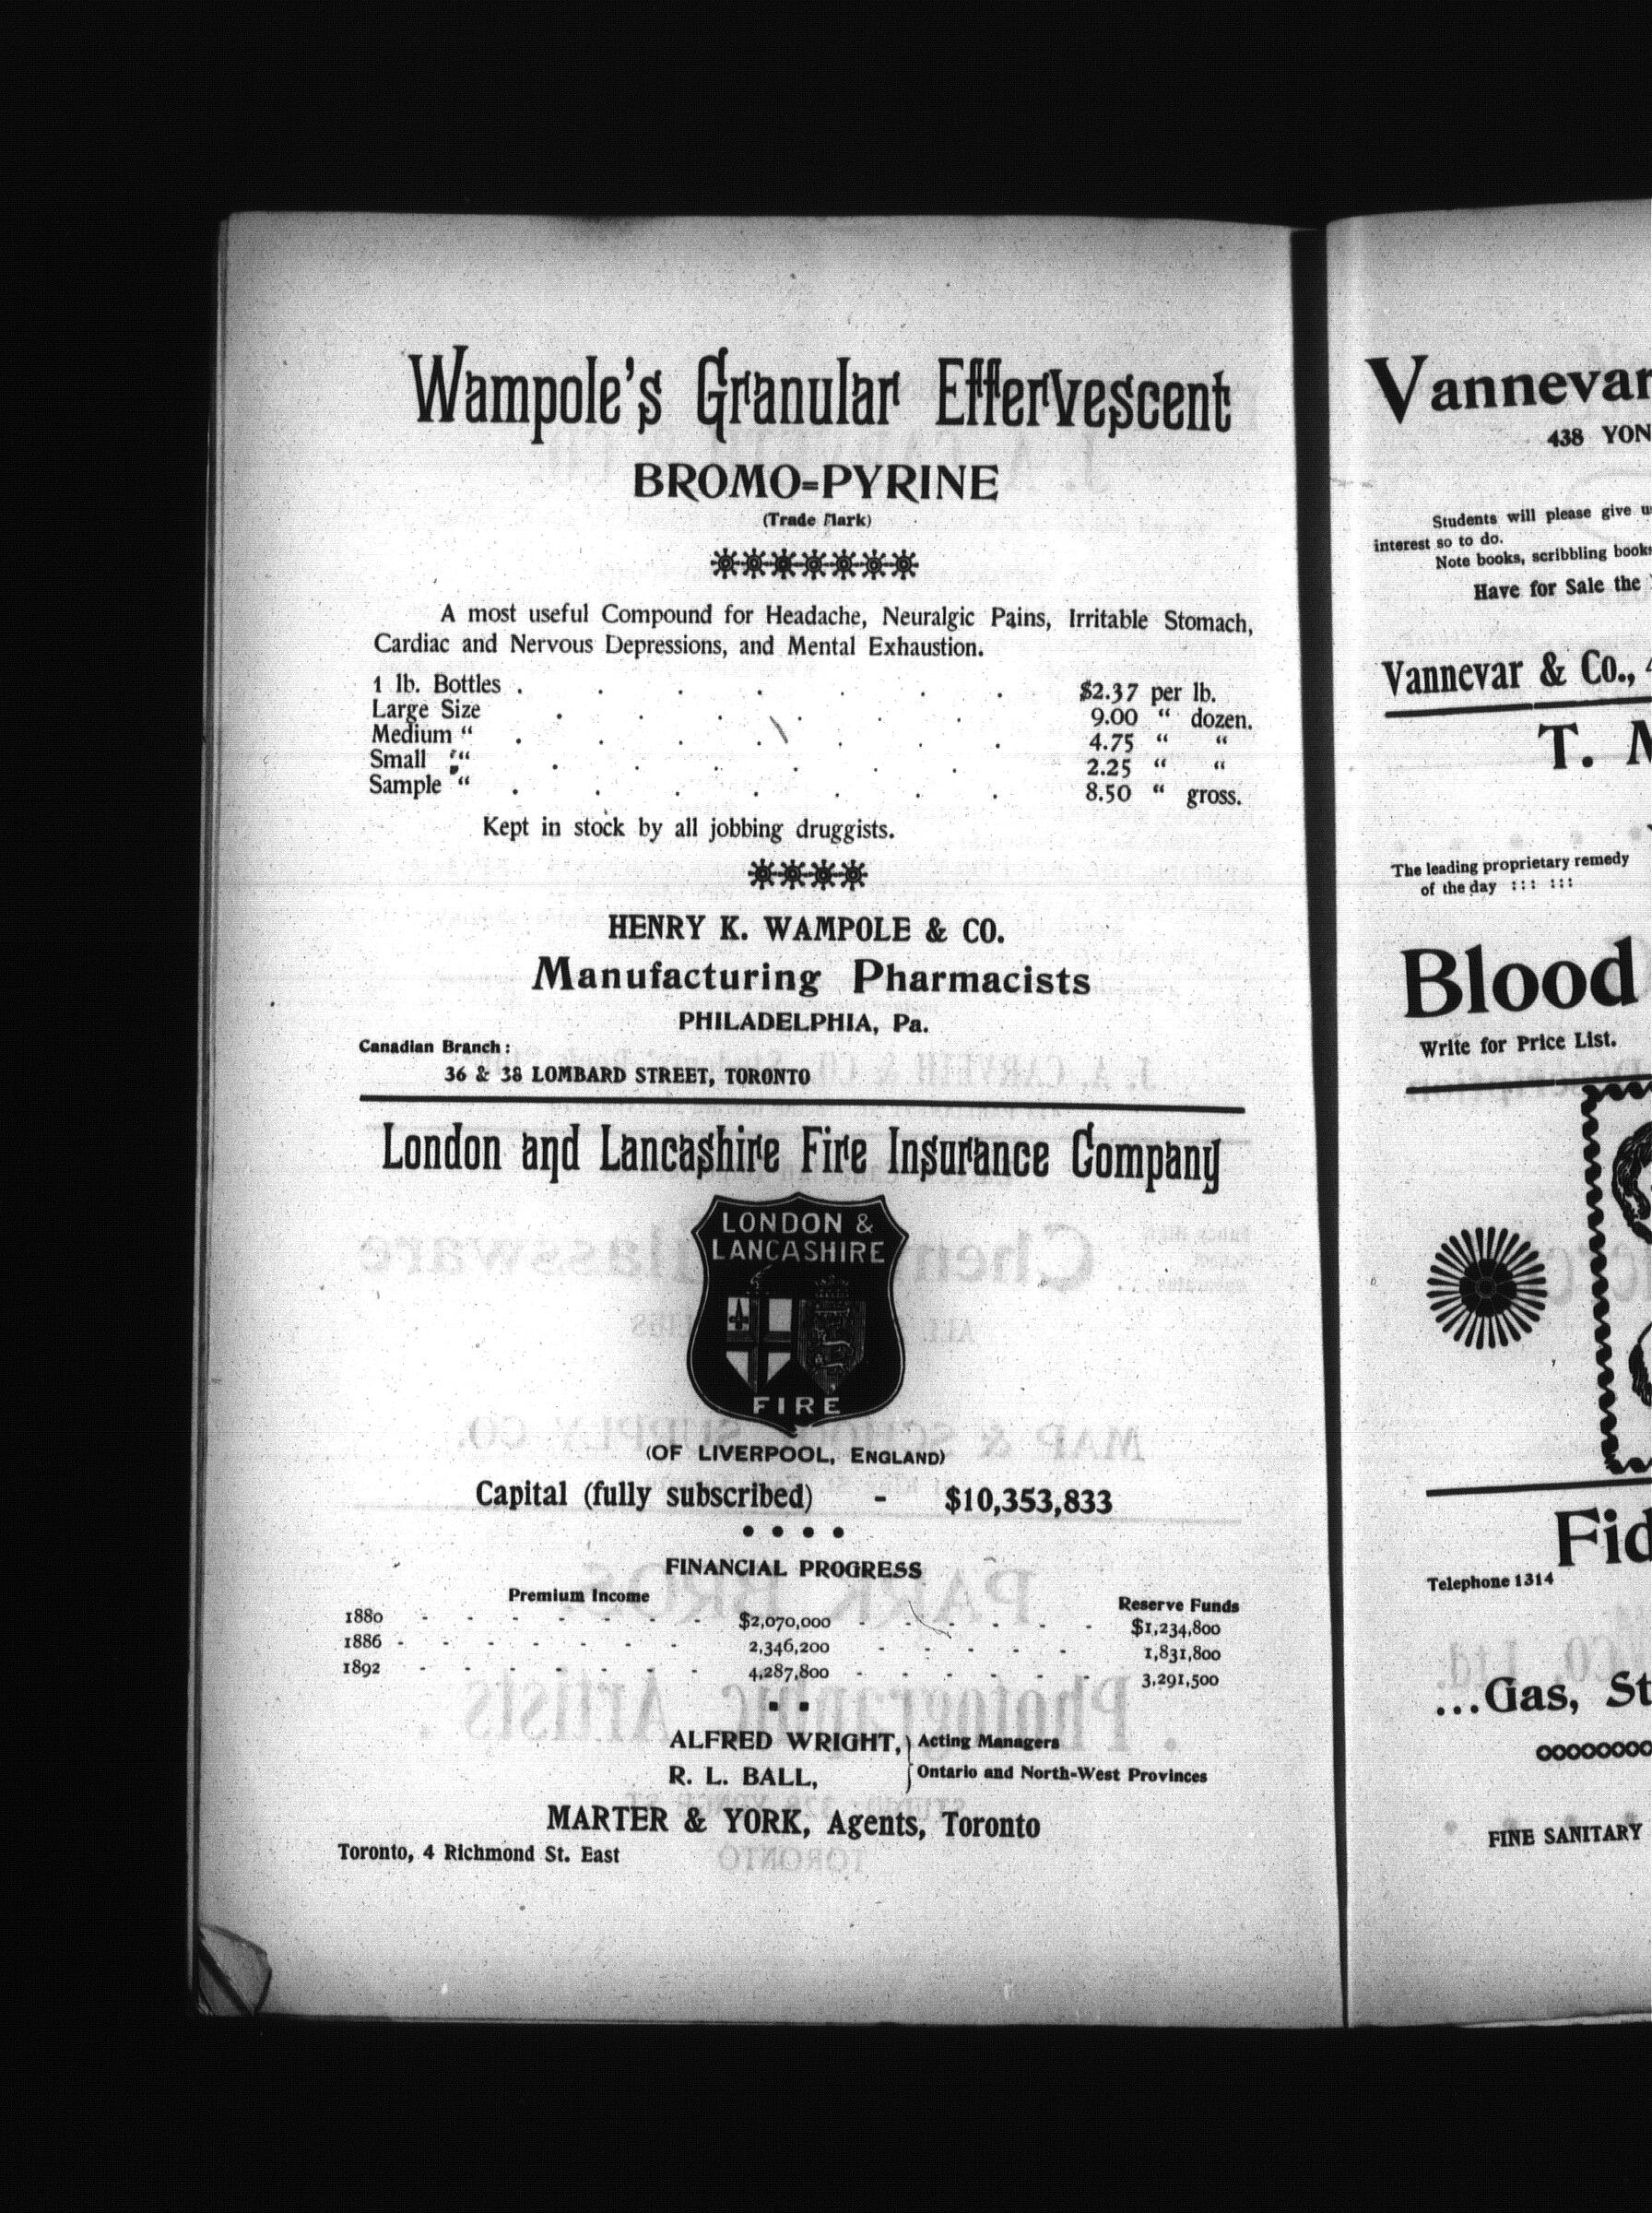 Wampole's Granular Effervescent
BROMO=PYRINE
(Trade Mark)
A most useful Compound for Headache, Neuralgic Pains, Irritable Stomach,
Cardiac and Nervous Depressions, and Mental Exhaustion.
1 lb. Bottles . . . . . . . $2.37 per lb.
Large Size . . . . . . 9.00 “ dozen.
Medium “ . . . . . . . 4.75 “ “
Small “ . . . . . . 2.25 “ “
Sample “ . . . . . . . 8.50 “ gross.
Kept in stock by all jobbing druggists.
HENRY K. WAMPOLE & CO.
Manufacturing Pharmacists
PHILADELPHIA, Pa.
Canadian Branch:
36 & 38 LOMBARD STREET, TORONTO
London and Lancashire Fire Insurance Company
LONDON &
LANCASHIRE
FIRE
(OF LIVERPOOL, ENGLAND)
Capital (fully subscribed) - $10,353,833
FINANCIAL PROGRESS
Premium Income Reserve Funds
1880 - - - - - - - $2,070,000 - - - - - - $1,234,800
1886 - - - - - - - 2,346,200 - - - - - 1,831,800
1892 - - - - - - - 4,287,800 - - - - - - 3,291,500
ALFRED WRIGHT, } Acting Managers
R. L. BALL, } Ontario and North-West Provinces
MARTER & YORK, Agents, Toronto
Toronto, 4 Richmond St. East
Vannevar
438 YON
Students will please give u
interest so to do.
Note books, scribbling books
Have for Sale the
Vannevar & Co., 4
T. M
The leading proprietary remedy
of the day ::: :::
Blood
Write for Price List.
Fid
Telephone 1314
...Gas, St
FINE SANITARY